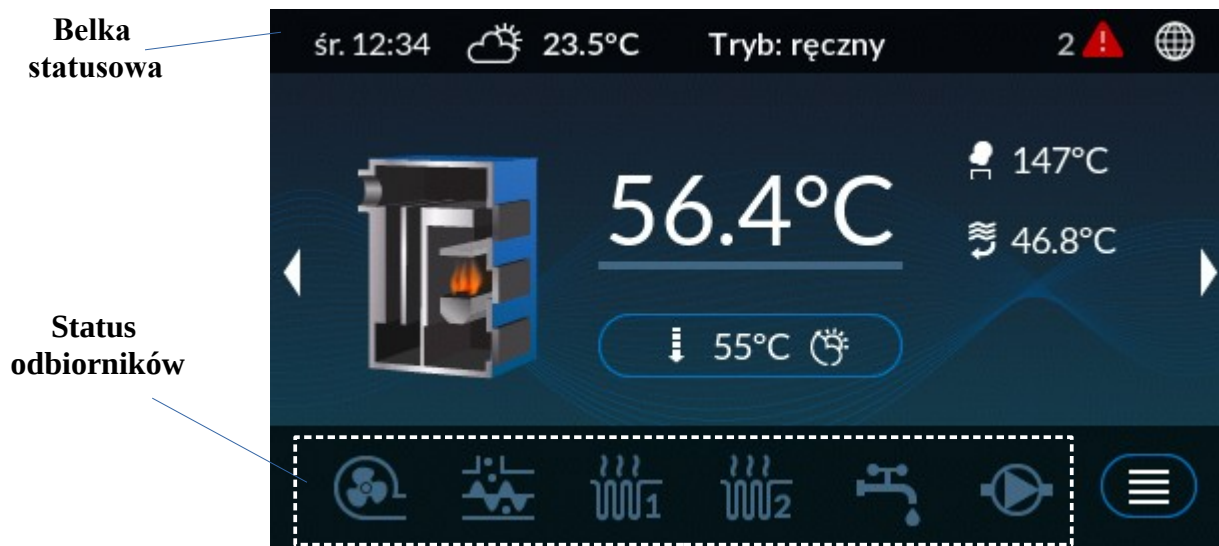 Belka
statusowa
śr. 12:34 23.5°C Tryb: ręczny 2
147°C
56.4°C
46.8°C
55°C
Status
odbiorników
1 2